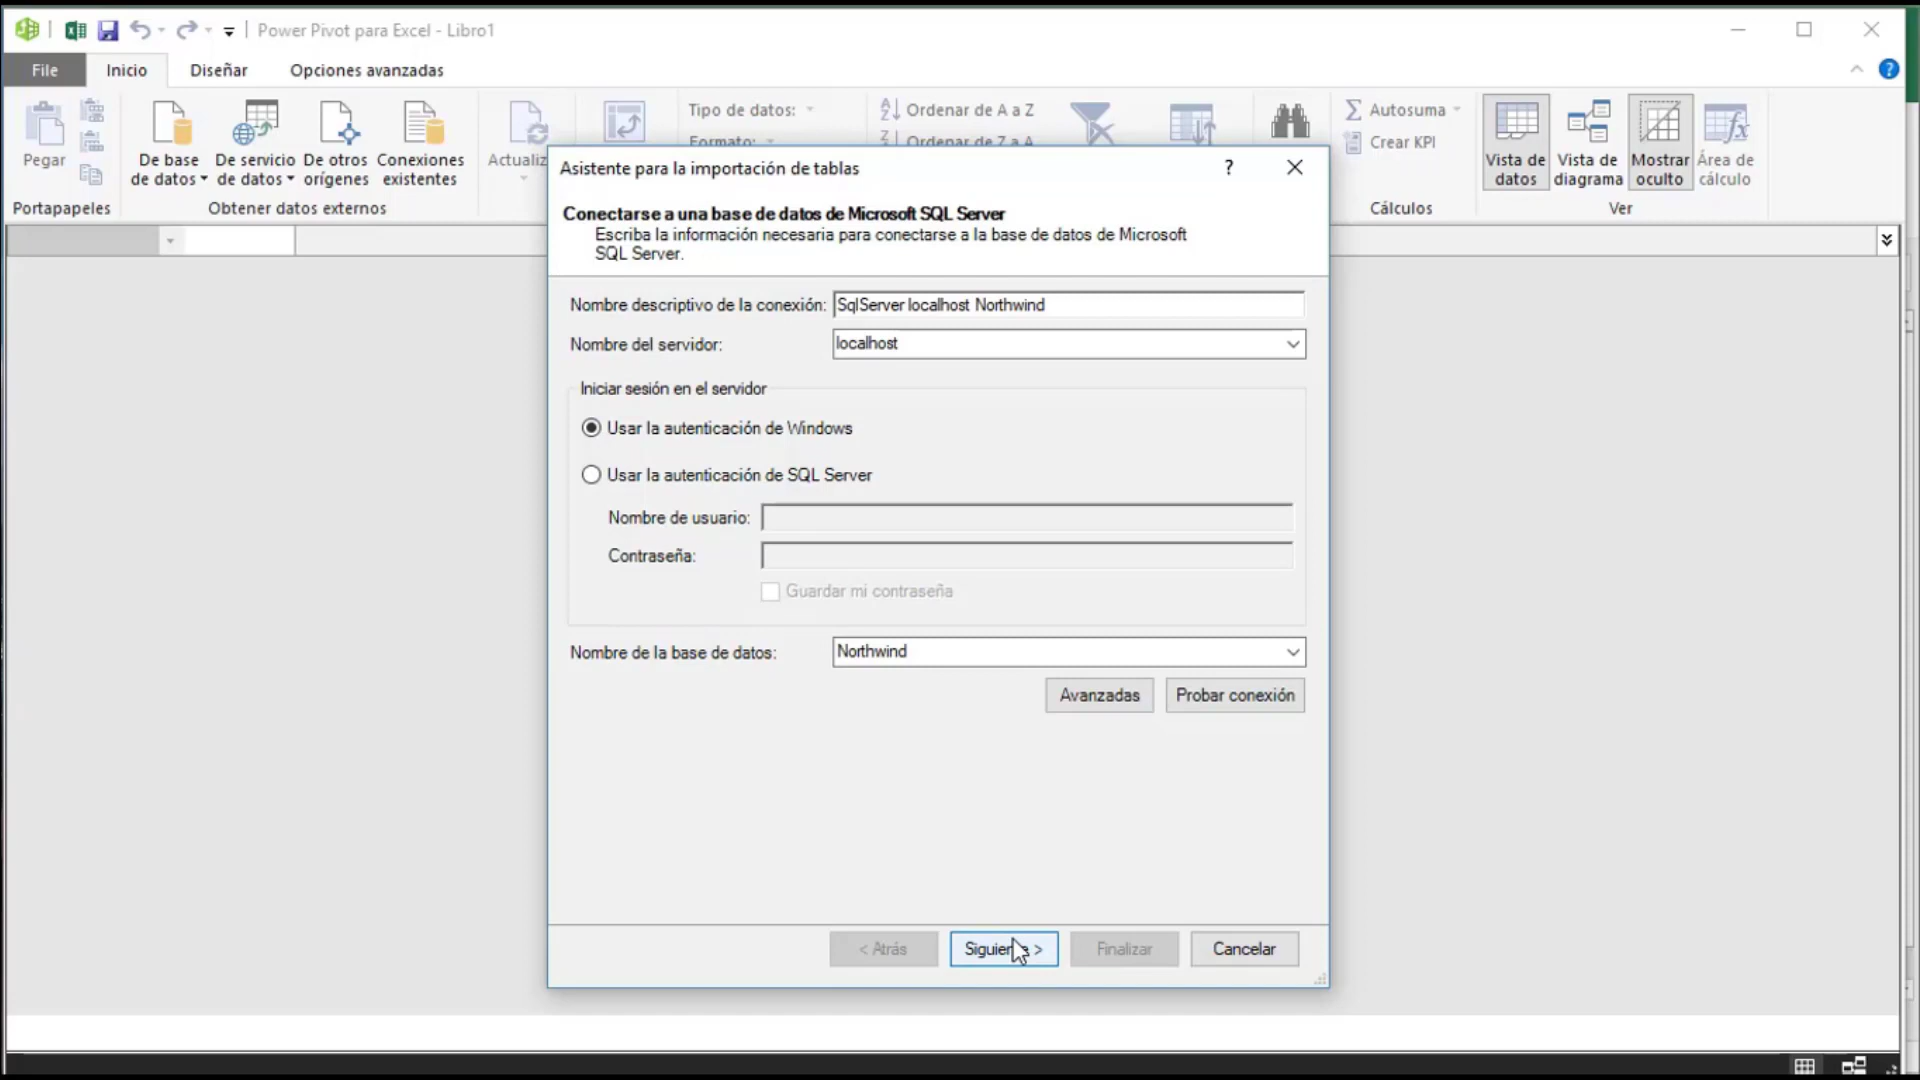 Power Pivot para Excel - Libro1
File Inicio Diseñar Opciones avanzadas
Pegar
De base de datos
De servicio de datos
De otros orígenes
Conexiones existentes
Tipo de datos:
Formato:
Ordenar de A a Z
Ordenar de Z a A
Autosuma
Crear KPI
Vista de datos
Vista de diagrama
Mostrar oculto
Área de cálculo
Portapapeles
Obtener datos externos
Cálculos
Ver
Asistente para la importación de tablas
?
Conectarse a una base de datos de Microsoft SQL Server
Escriba la información necesaria para conectarse a la base de datos de Microsoft
SQL Server.
Nombre descriptivo de la conexión: SqlServer localhost Northwind
Nombre del servidor: localhost
Iniciar sesión en el servidor
Usar la autenticación de Windows
Usar la autenticación de SQL Server
Nombre de usuario:
Contraseña:
Guardar mi contraseña
Nombre de la base de datos: Northwind
Avanzadas Probar conexión
< Atrás > Finalizar Cancelar